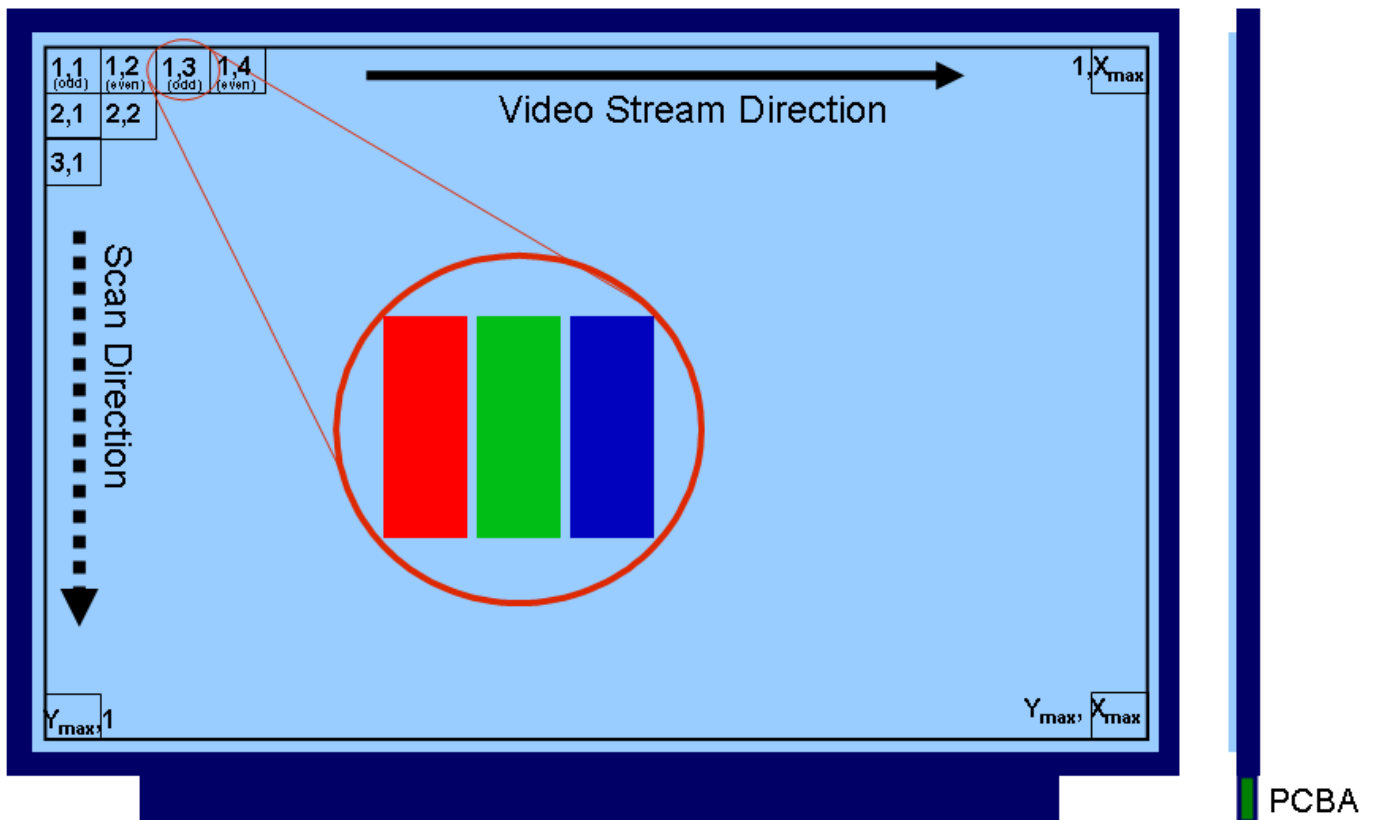 1,1 1,2 1,3 1,4 1,Xmax
(odd) (even) (odd) (even)
Video Stream Direction
2,1 2,2
3,1
Scan Direction
Ymax,1 Ymax, Xmax
PCBA